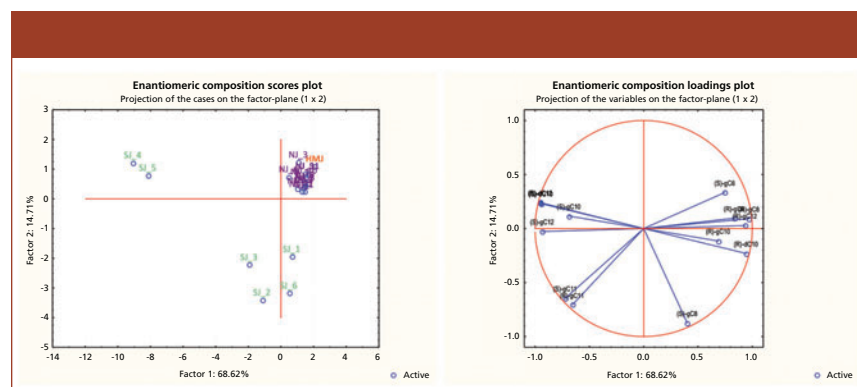 Enantiomeric composition scores plot
Projection of the cases on the factor-plane (1 x 2)
3
2
1
0
-1
-2
-3
-4
-5
Factor 2: 14.71%
SJ_4
SJ_5
NJ_3
HMJ
SJ_1
SJ_3
SJ_6
SJ_2
-14 -12 -10 -8 -6 -4 -2 0 2 4 6
Factor 1: 68.62%
Active
Enantiomeric composition loadings plot
Projection of the variables on the factor-plane (1 x 2)
1.0
0.5
0.0
-0.5
-1.0
Factor 2: 14.71%
(S)-gC6
(S)-gC10
(S)-gC12
(R)-gC10
(R)-dC10
(S)-gC11
(S)-gC8
-1.0 -0.5 0.0 0.5 1.0
Factor 1: 68.62%
Active